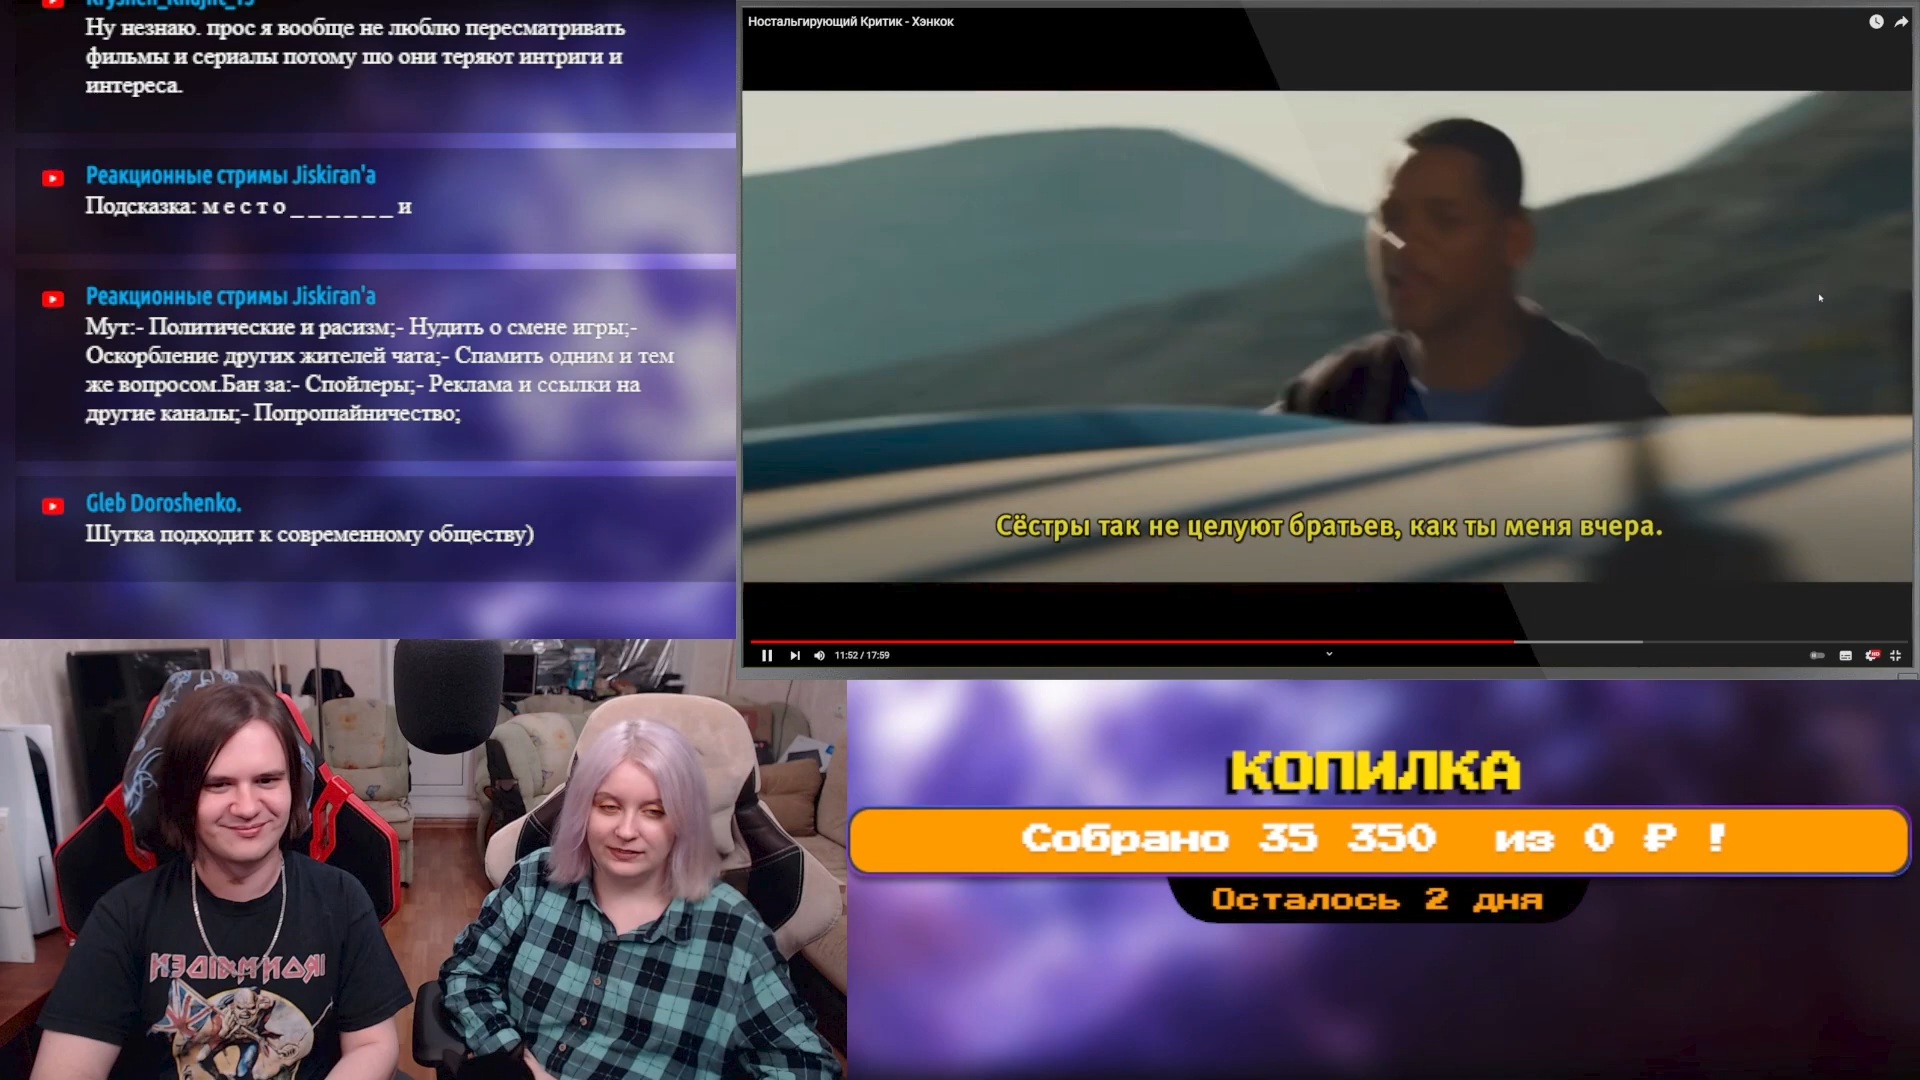 Kryshen_Khajiit_15
Ну незнаю. прос я вообще не люблю пересматривать
фильмы и сериалы потому шо они теряют интриги и
интереса.
Реакционные стримы Jiskiran'a
Подсказка: м е с т о _ _ _ _ _ _ и
Реакционные стримы Jiskiran'a
Мут:- Политические и расизм;- Нудить о смене игры;-
Оскорбление других жителей чата;- Спамить одним и тем
же вопросом.Бан за:- Спойлеры;- Реклама и ссылки на
другие каналы;- Попрошайничество;
Gleb Doroshenko.
Шутка подходит к современному обществу)
Ностальгирующий Критик - Хэнкок
Сёстры так не целуют братьев, как ты меня вчера.
11:52 / 17:59
HD
IRON MAIDEN
КОПИЛКА
Собрано 35 350 из 0 ₽ !
Осталось 2 дня